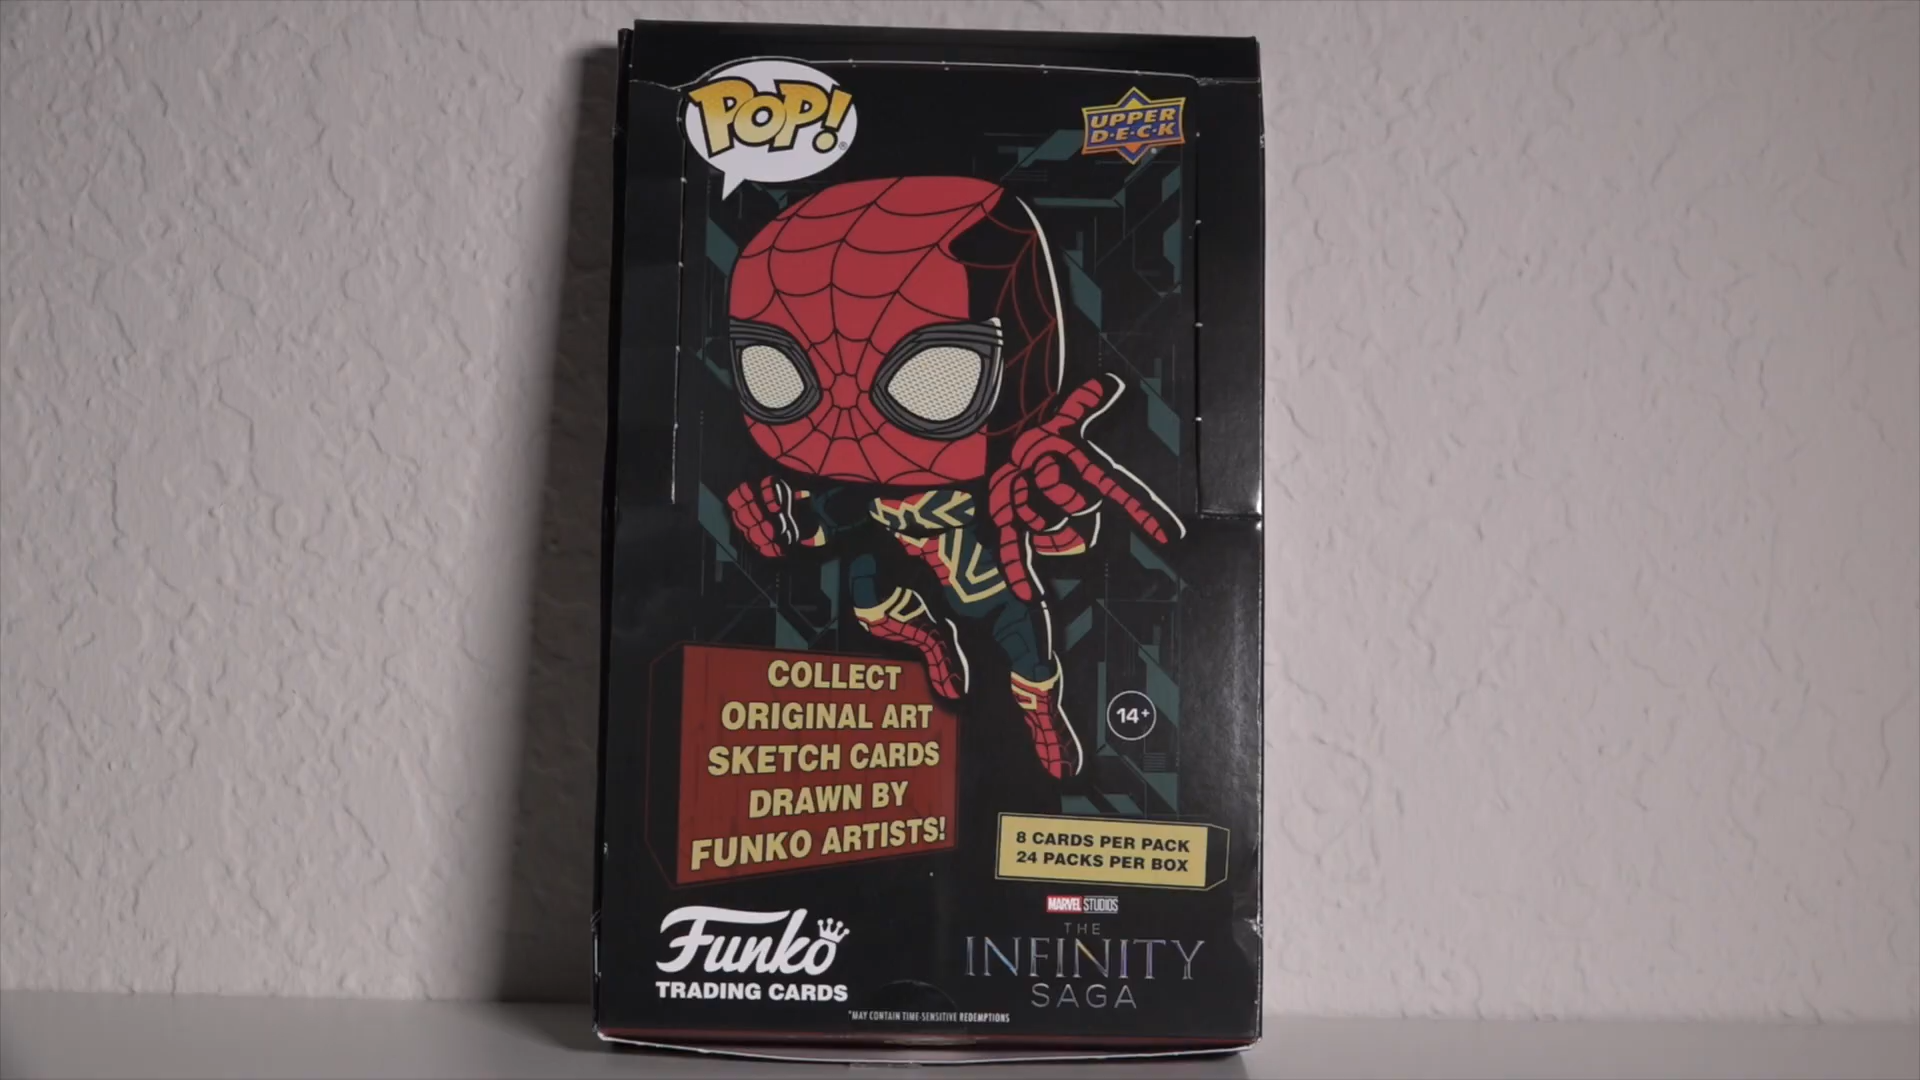 POP!
UPPER
D·E·C·K
COLLECT
ORIGINAL ART
SKETCH CARDS
DRAWN BY
FUNKO ARTISTS!
14+
8 CARDS PER PACK
24 PACKS PER BOX
MARVEL STUDIOS
THE
INFINITY
SAGA
Funko
TRADING CARDS
*MAY CONTAIN TIME-SENSITIVE REDEMPTIONS